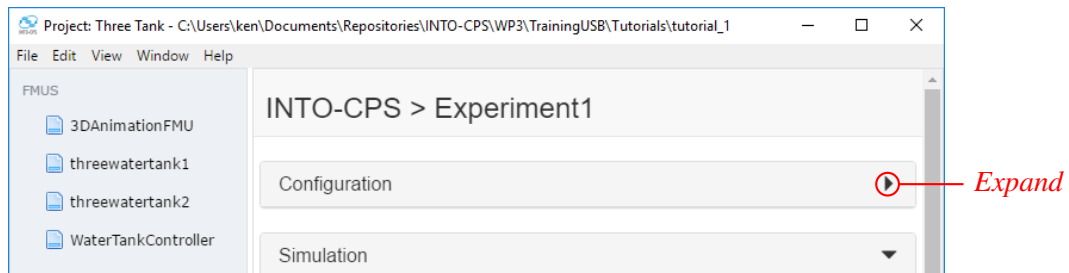 Project: Three Tank - C:\Users\ken\Documents\Repositories\INTO-CPS\WP3\TrainingUSB\Tutorials\tutorial_1
File Edit View Window Help
FMUS
3DAnimationFMU
threewatertank1
threewatertank2
WaterTankController
INTO-CPS > Experiment1
Configuration
Expand
Simulation